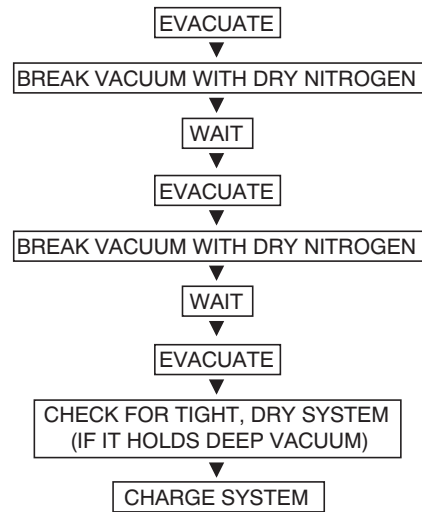 EVACUATE
BREAK VACUUM WITH DRY NITROGEN
WAIT
EVACUATE
BREAK VACUUM WITH DRY NITROGEN
WAIT
EVACUATE
CHECK FOR TIGHT, DRY SYSTEM
(IF IT HOLDS DEEP VACUUM)
CHARGE SYSTEM